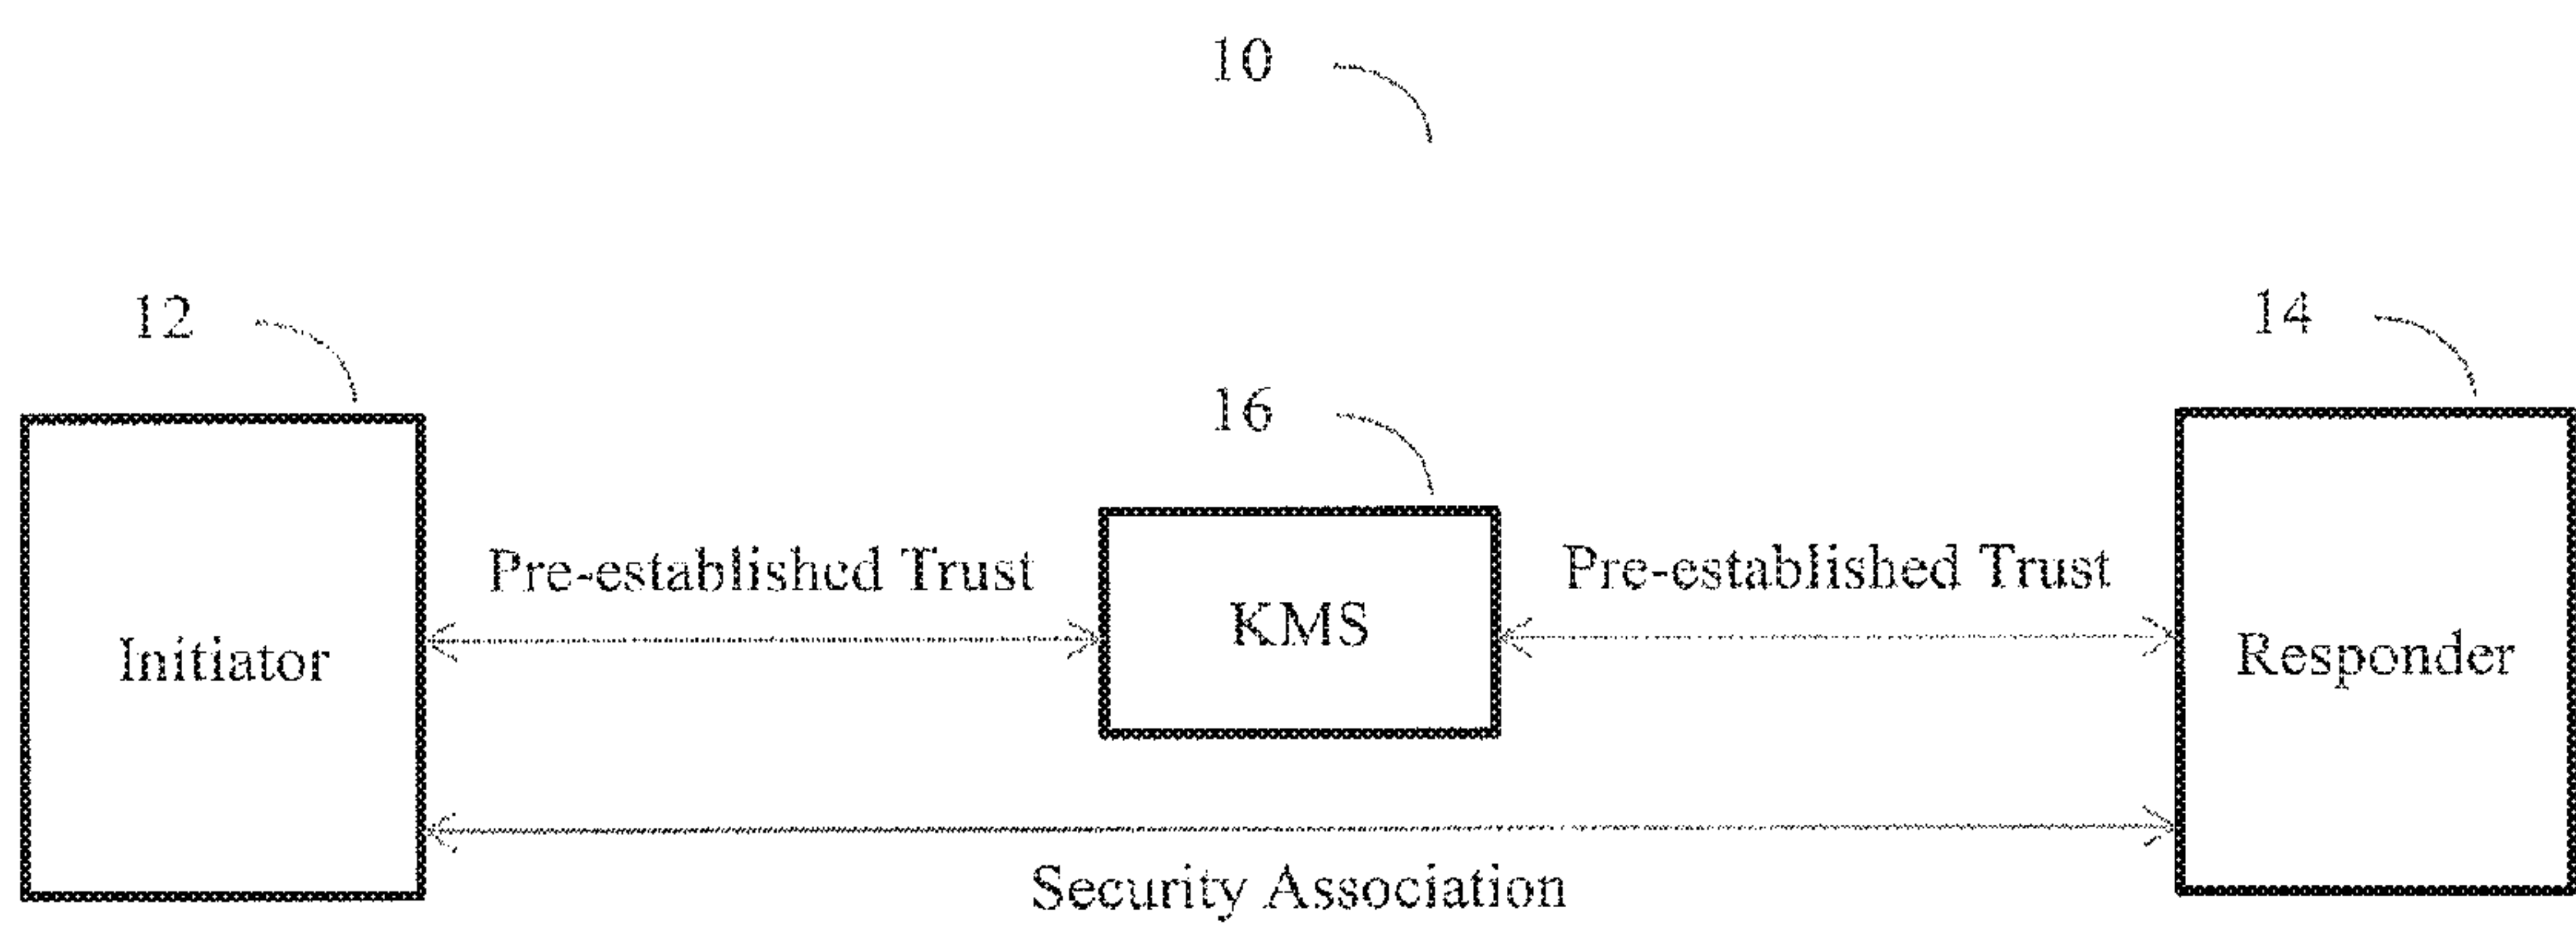 10
12
14
16
Pre-established Trust
Pre-established Trust
KMS
Initiator
Responder
Security Association